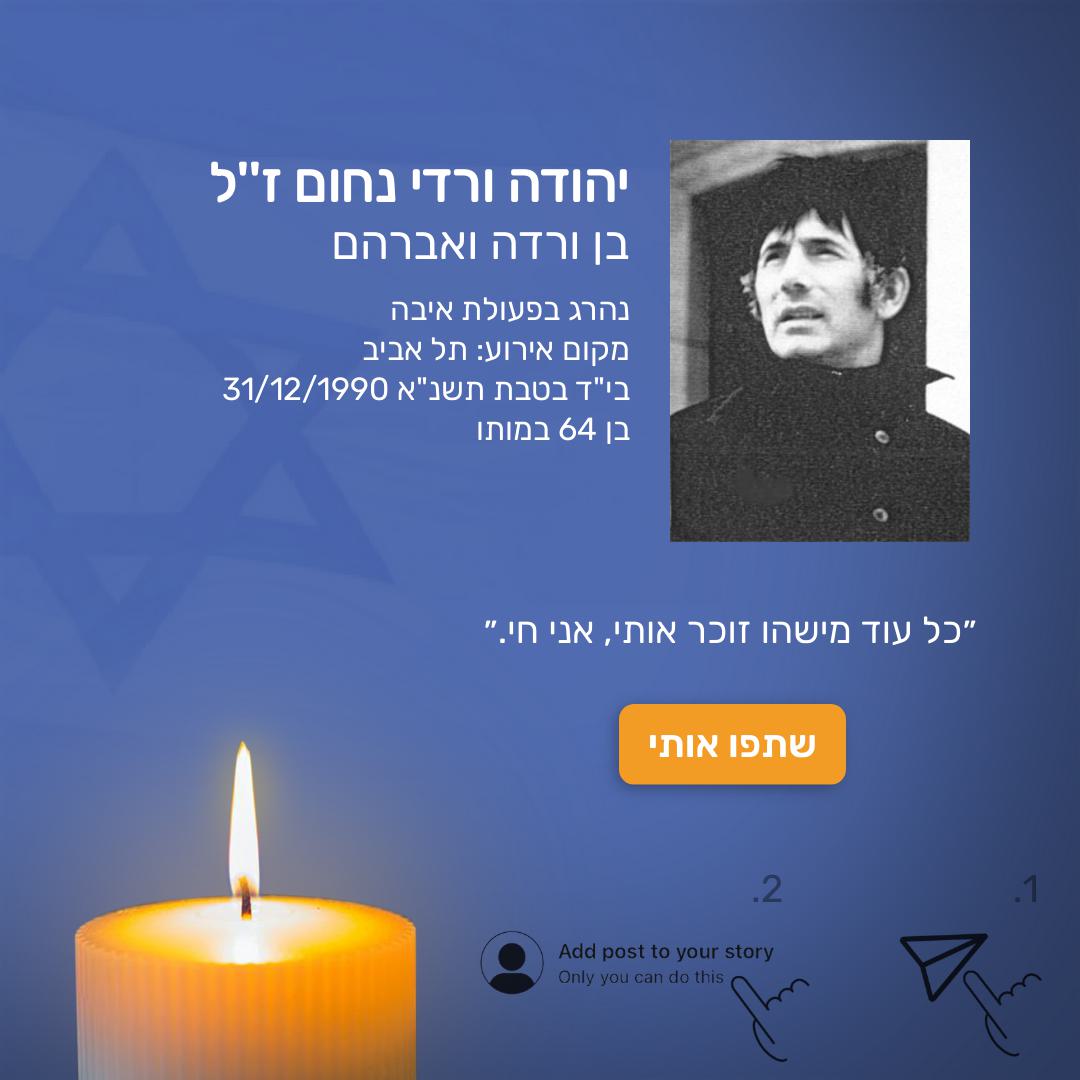 יהודה ורדי נחום ז"ל
בן ורדה ואברהם
נהרג בפעולת איבה
מקום אירוע: תל אביב
בי"ד בטבת תשנ"א 31/12/1990
בן 64 במותו
״כל עוד מישהו זוכר אותי, אני חי.״
שתפו אותי
1.
2.
Add post to your story
Only you can do this